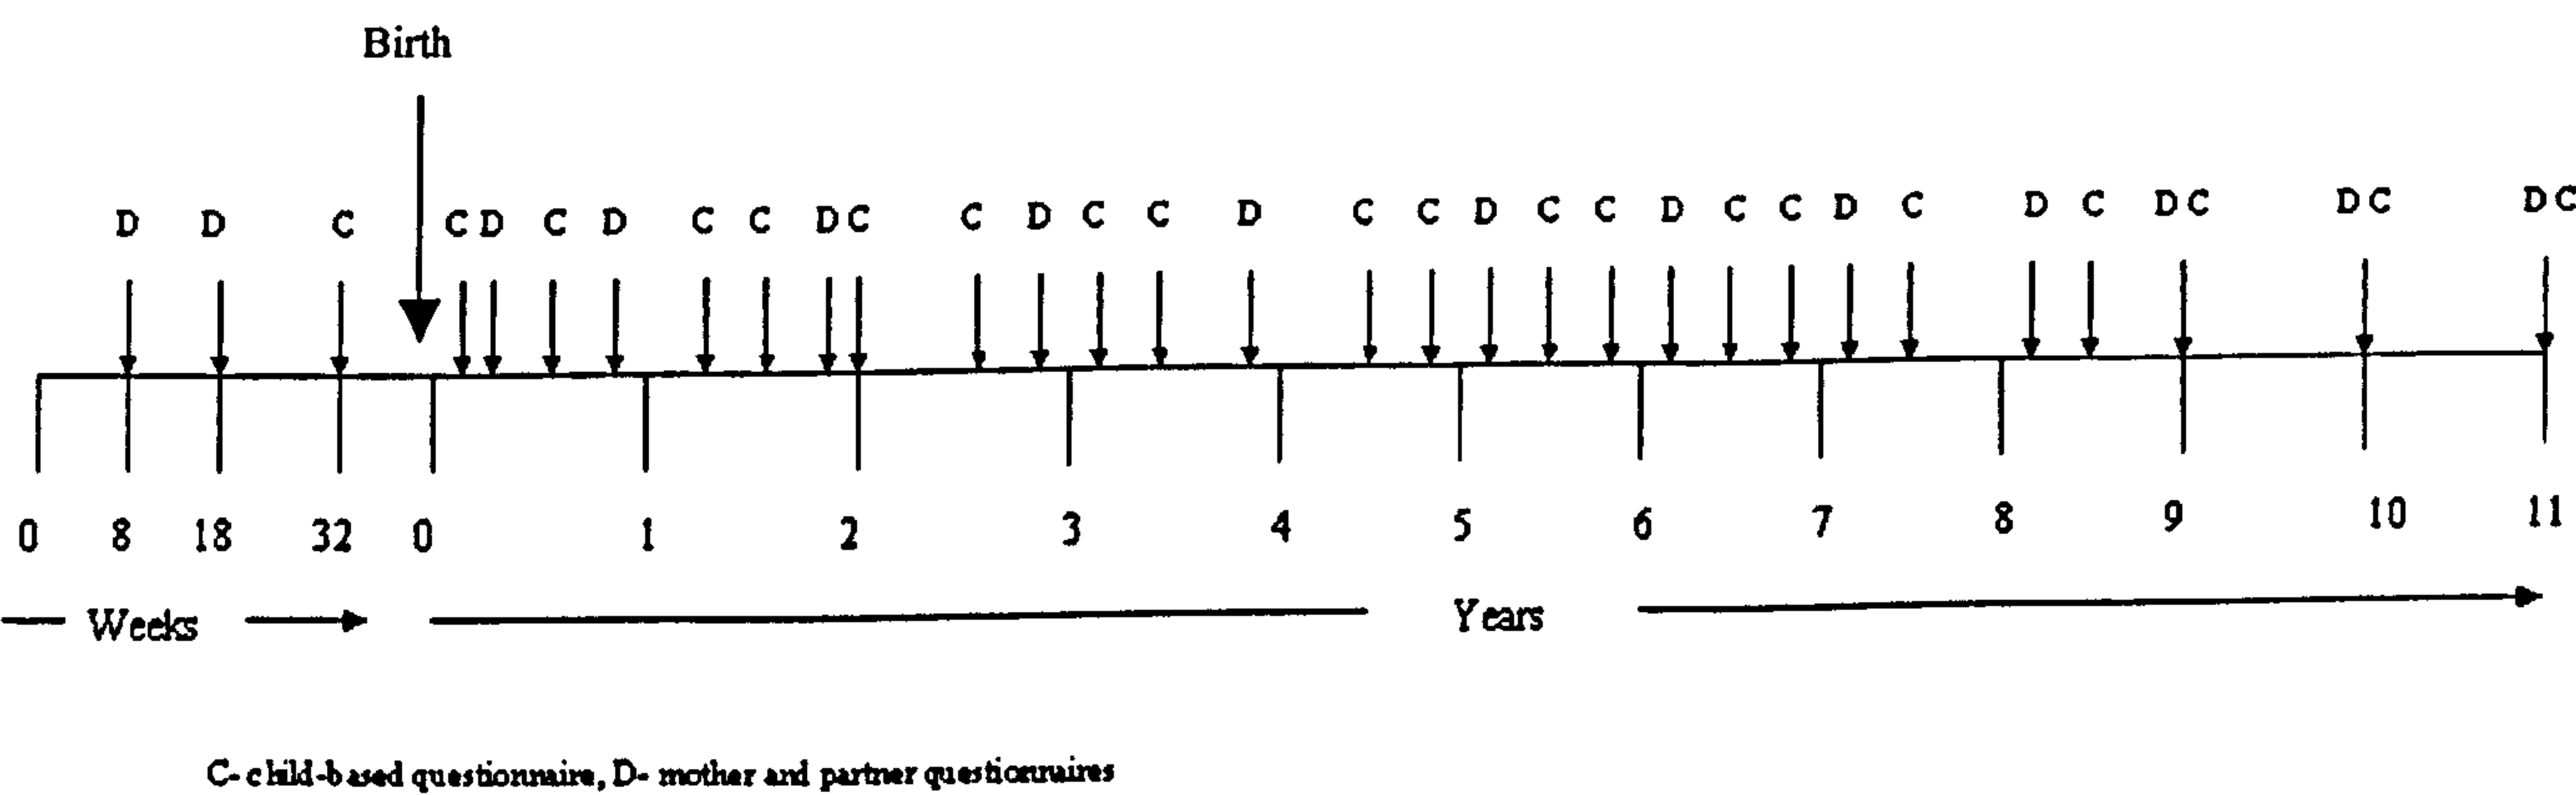 Birth
D D C C D C D C C D C C D C C D C C D C C D C C D C D C D C D C D C
0 8 18 32 0 1 2 3 4 5 6 7 8 9 10 11
Weeks Years
C- child-based questionnaire, D- mother and partner questionnaires